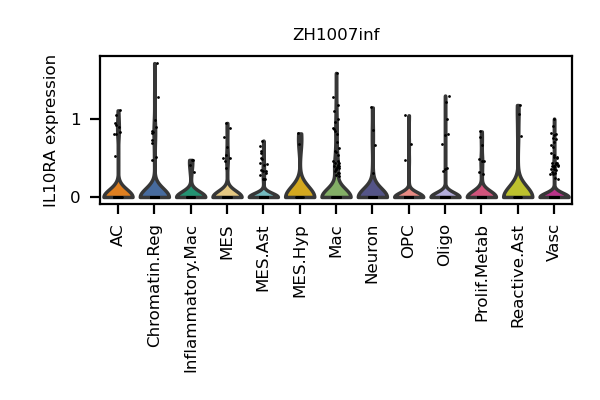 ZH1007inf
IL10RA expression
1
0
AC
Chromatin.Reg
Inflammatory.Mac
MES
MES.Ast
MES.Hyp
Mac
Neuron
OPC
Oligo
Prolif.Metab
Reactive.Ast
Vasc